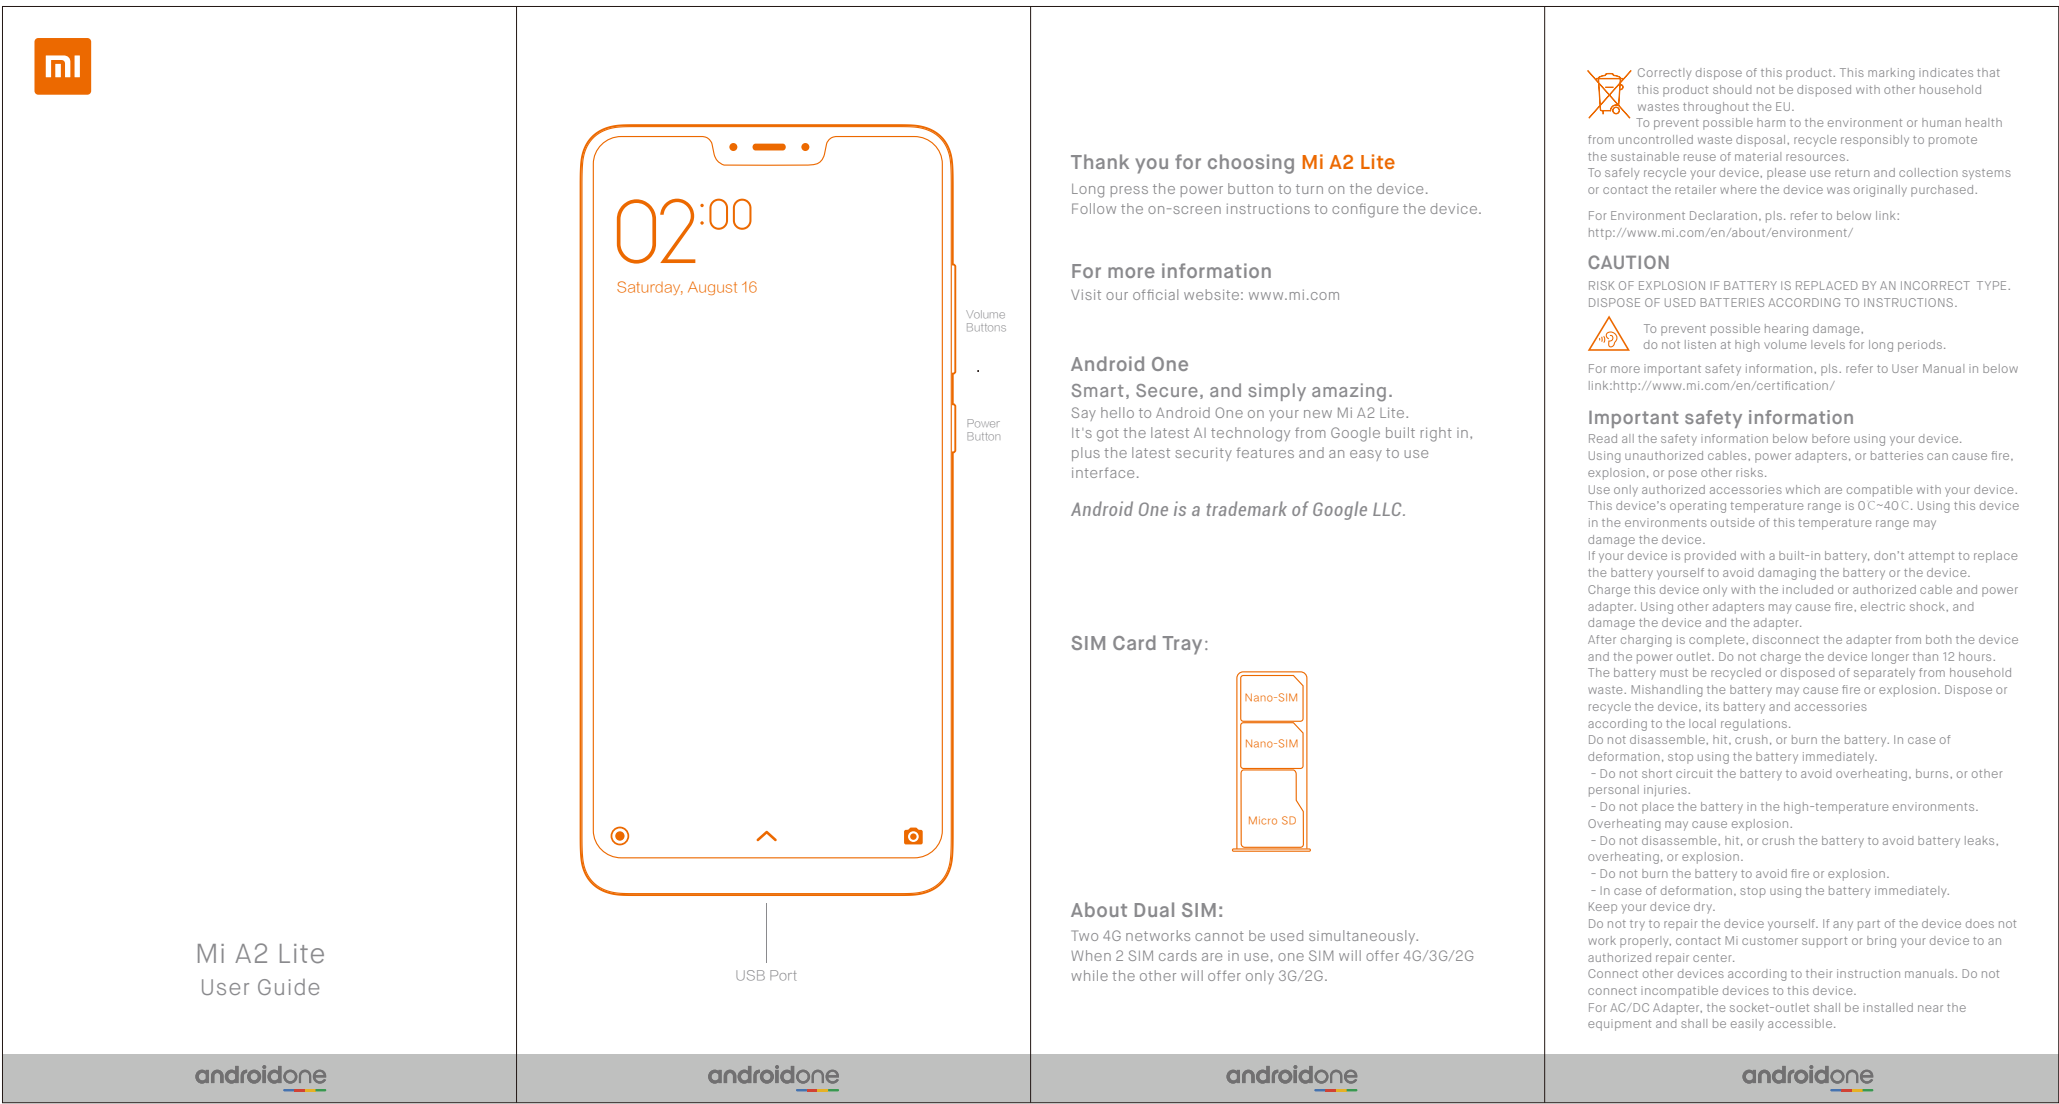 mi
Mi A2 Lite
User Guide
androidone
02:00
Saturday, August 16
Volume
Buttons
Power
Button
USB Port
androidone
Thank you for choosing Mi A2 Lite
Long press the power button to turn on the device.
Follow the on-screen instructions to configure the device.
For more information
Visit our official website: www.mi.com
Android One
Smart, Secure, and simply amazing.
Say hello to Android One on your new Mi A2 Lite.
It's got the latest AI technology from Google built right in,
plus the latest security features and an easy to use
interface.
Android One is a trademark of Google LLC.
SIM Card Tray:
Nano-SIM
Nano-SIM
Micro SD
About Dual SIM:
Two 4G networks cannot be used simultaneously.
When 2 SIM cards are in use, one SIM will offer 4G/3G/2G
while the other will offer only 3G/2G.
androidone
Correctly dispose of this product. This marking indicates that
this product should not be disposed with other household
wastes throughout the EU.
To prevent possible harm to the environment or human health
from uncontrolled waste disposal, recycle responsibly to promote
the sustainable reuse of material resources.
To safely recycle your device, please use return and collection systems
or contact the retailer where the device was originally purchased.
For Environment Declaration, pls. refer to below link:
http://www.mi.com/en/about/environment/
CAUTION
RISK OF EXPLOSION IF BATTERY IS REPLACED BY AN INCORRECT TYPE.
DISPOSE OF USED BATTERIES ACCORDING TO INSTRUCTIONS.
To prevent possible hearing damage,
do not listen at high volume levels for long periods.
For more important safety information, pls. refer to User Manual in below
link:http://www.mi.com/en/certification/
Important safety information
Read all the safety information below before using your device.
Using unauthorized cables, power adapters, or batteries can cause fire,
explosion, or pose other risks.
Use only authorized accessories which are compatible with your device.
This device's operating temperature range is 0℃~40℃. Using this device
in the environments outside of this temperature range may
damage the device.
If your device is provided with a built-in battery, don't attempt to replace
the battery yourself to avoid damaging the battery or the device.
Charge this device only with the included or authorized cable and power
adapter. Using other adapters may cause fire, electric shock, and
damage the device and the adapter.
After charging is complete, disconnect the adapter from both the device
and the power outlet. Do not charge the device longer than 12 hours.
The battery must be recycled or disposed of separately from household
waste. Mishandling the battery may cause fire or explosion. Dispose or
recycle the device, its battery and accessories
according to the local regulations.
Do not disassemble, hit, crush, or burn the battery. In case of
deformation, stop using the battery immediately.
- Do not short circuit the battery to avoid overheating, burns, or other
personal injuries.
- Do not place the battery in the high-temperature environments.
Overheating may cause explosion.
- Do not disassemble, hit, or crush the battery to avoid battery leaks,
overheating, or explosion.
- Do not burn the battery to avoid fire or explosion.
- In case of deformation, stop using the battery immediately.
Keep your device dry.
Do not try to repair the device yourself. If any part of the device does not
work properly, contact Mi customer support or bring your device to an
authorized repair center.
Connect other devices according to their instruction manuals. Do not
connect incompatible devices to this device.
For AC/DC Adapter, the socket-outlet shall be installed near the
equipment and shall be easily accessible.
androidone